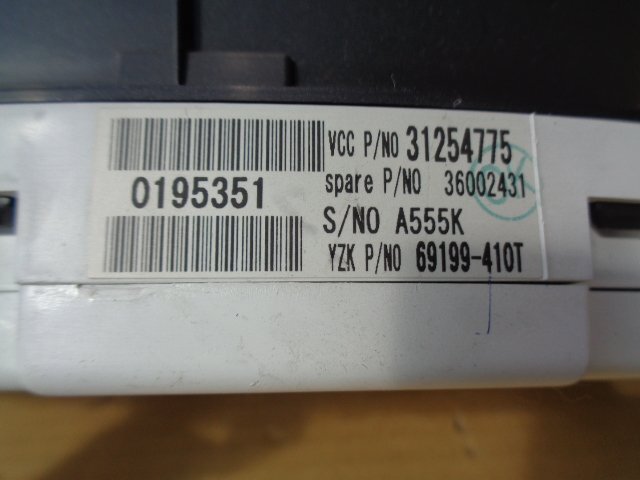 VCC P/NO 31254775
0195351
spare P/NO 36002431
S/NO A555K
YZK P/NO 69199-410T